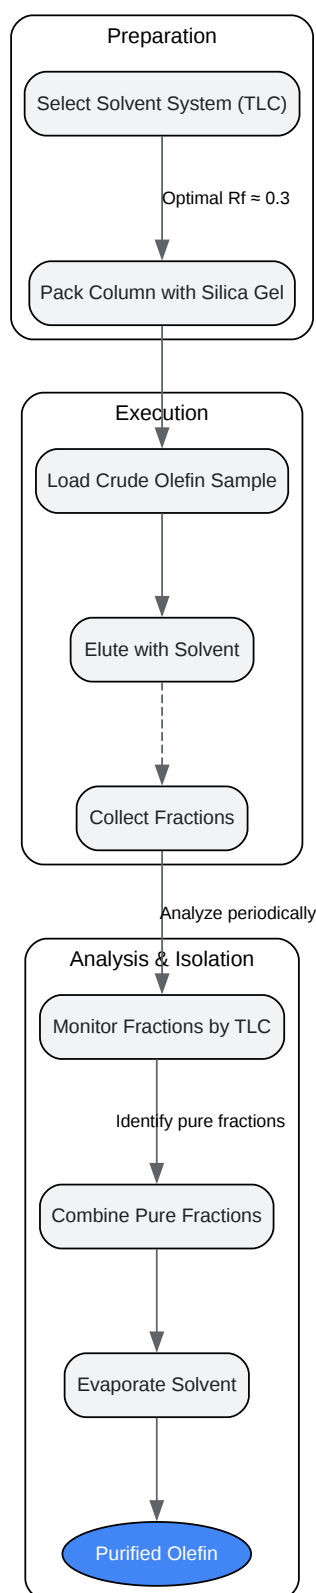 Preparation
Select Solvent System (TLC)
Optimal Rf ≈ 0.3
Pack Column with Silica Gel
Execution
Load Crude Olefin Sample
Elute with Solvent
Collect Fractions
Analyze periodically
Analysis & Isolation
Monitor Fractions by TLC
Identify pure fractions
Combine Pure Fractions
Evaporate Solvent
Purified Olefin